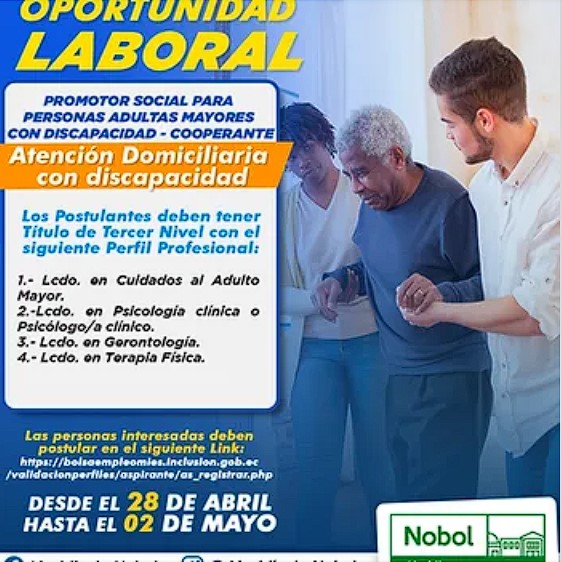 OPORTUNIDAD
LABORAL
PROMOTOR SOCIAL PARA
PERSONAS ADULTAS MAYORES
CON DISCAPACIDAD - COOPERANTE
Atención Domiciliaria
con discapacidad
Los Postulantes deben tener
Título de Tercer Nivel con el
siguiente Perfil Profesional:
1.- Lcdo. en Cuidados al Adulto
Mayor.
2.-Lcdo. en Psicología clínica o
Psicólogo/a clínico.
3.- Lcdo. en Gerontología.
4.- Lcdo. en Terapia Física.
Las personas interesadas deben
postular en el siguiente Link:
https://bolsaempleomies.inclusion.gob.ec
/validacionperfiles/aspirante/as_registrar.php
DESDE EL 28 DE ABRIL
HASTA EL 02 DE MAYO
Nobol